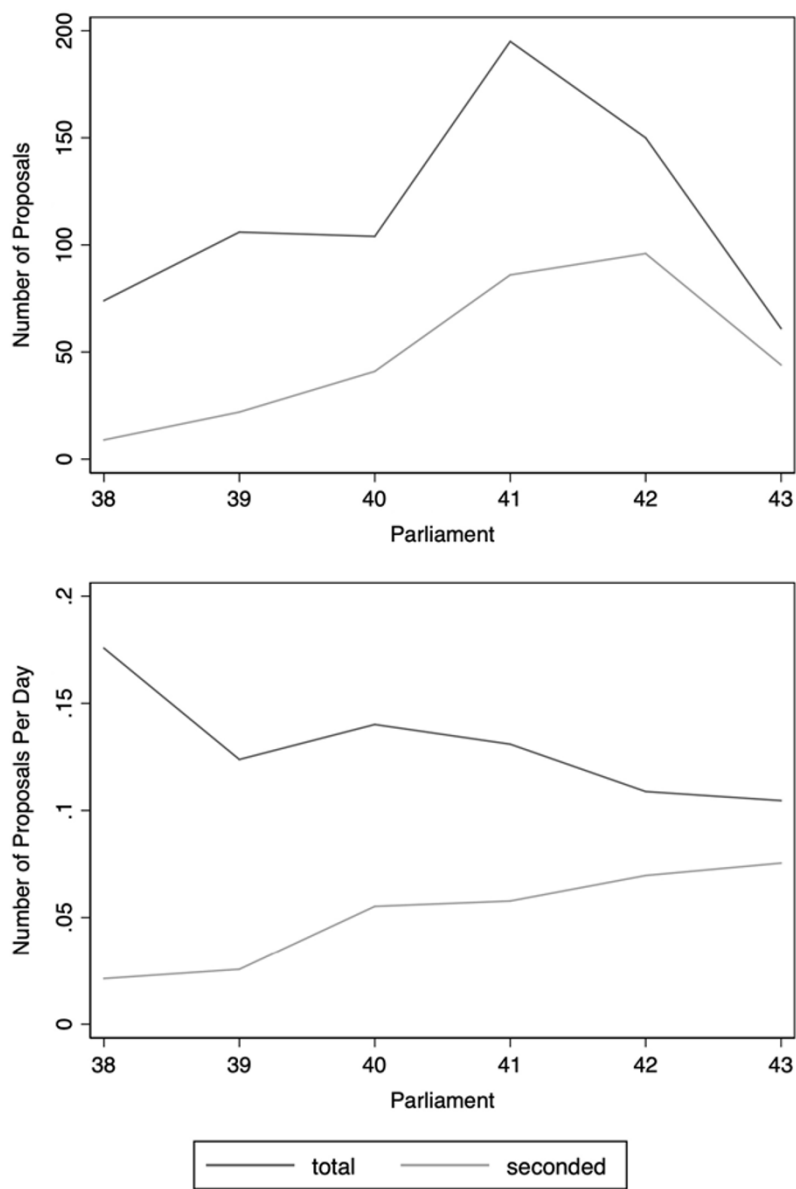 Number of Proposals
200
150
100
50
0
38 39 40 41 42 43
Parliament
Number of Proposals Per Day
.2
.15
.1
.05
0
38 39 40 41 42 43
Parliament
total seconded